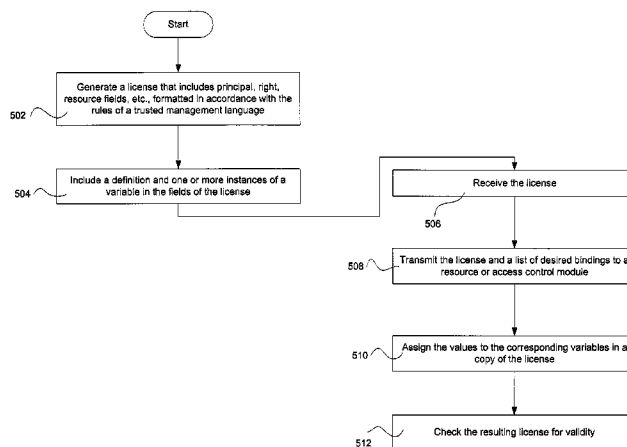 Start
Generate a license that includes principal, right,
resource fields, etc., formatted in accordance with the
rules of a trusted management language
502
Include a definition and one or more instances of a
variable in the fields of the license
504
Receive the license
506
Transmit the license and a list of desired bindings to a
resource or access control module
508
Assign the values to the corresponding variables in a
copy of the license
510
Check the resulting license for validity
512